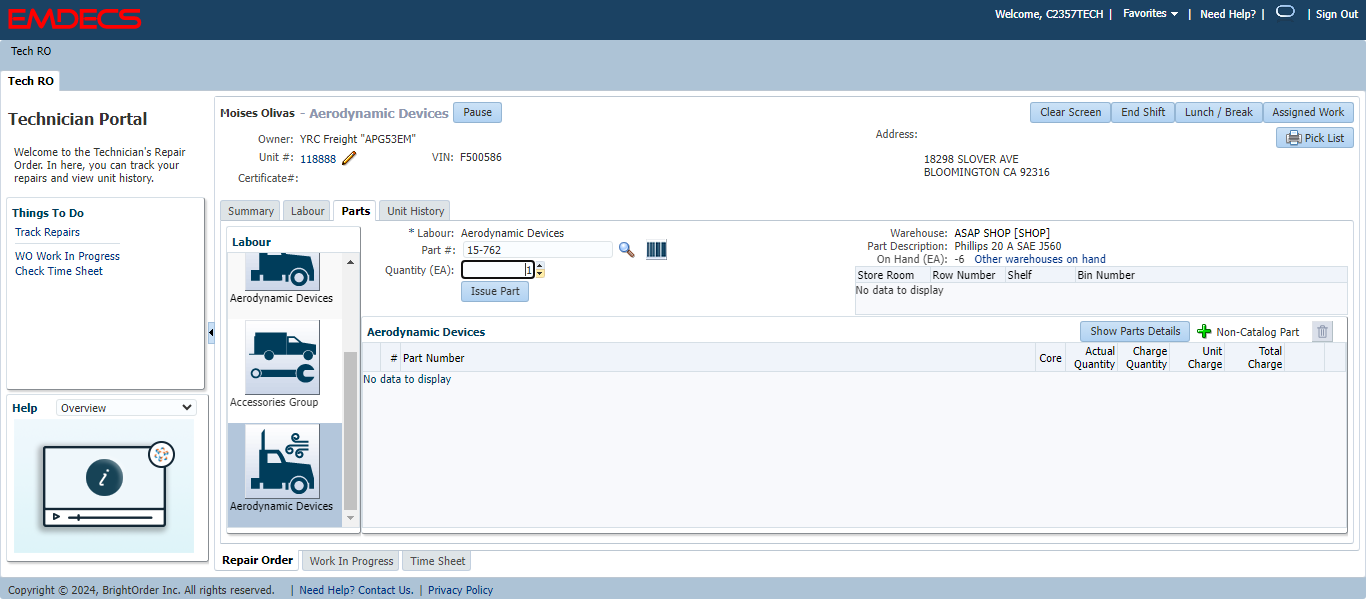 EMDECS
Welcome, C2357TECH | Favorites | Need Help? | | Sign Out
Tech RO
Tech RO
Technician Portal
Welcome to the Technician's Repair
Order. In here, you can track your
repairs and view unit history.
Things To Do
Track Repairs
WO Work In Progress
Check Time Sheet
Help Overview
i
Moises Olivas - Aerodynamic Devices Pause
Clear Screen End Shift Lunch / Break Assigned Work
Pick List
Owner: YRC Freight "APG53EM"
Unit #: 118888 VIN: F500586
Certificate#:
Address:
18298 SLOVER AVE
BLOOMINGTON CA 92316
Summary Labour Parts Unit History
Labour
Aerodynamic Devices
Accessories Group
Aerodynamic Devices
* Labour: Aerodynamic Devices
Part #: 15-762
Quantity (EA): 1
Issue Part
Warehouse: ASAP SHOP [SHOP]
Part Description: Phillips 20 A SAE J560
On Hand (EA): -6 Other warehouses on hand
Store Room Row Number Shelf Bin Number
No data to display
Aerodynamic Devices Show Parts Details Non-Catalog Part
# Part Number Core Actual Quantity Charge Quantity Unit Charge Total Charge
No data to display
Repair Order Work In Progress Time Sheet
Copyright © 2024, BrightOrder Inc. All rights reserved. | Need Help? Contact Us. | Privacy Policy